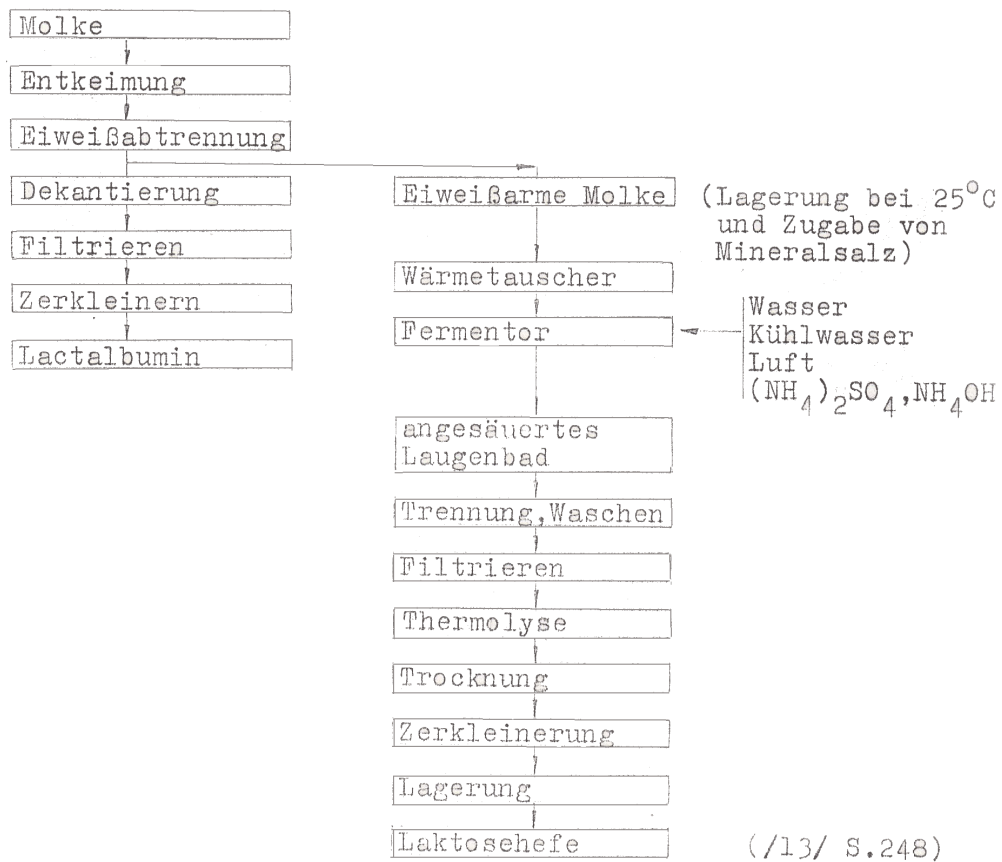 Molke
Entkeimung
Eiweißabtrennung
Dekantierung
Filtrieren
Zerkleinern
Lactalbumin
Eiweißarme Molke
(Lagerung bei 25°C
und Zugabe von
Mineralsalz)
Wärmetauscher
Fermentor
Wasser
Kühlwasser
Luft
(NH4)2SO4,NH4OH
angesäuertes
Laugenbad
Trennung,Waschen
Filtrieren
Thermolyse
Trocknung
Zerkleinerung
Lagerung
Laktosehefe
(/13/ S.248)